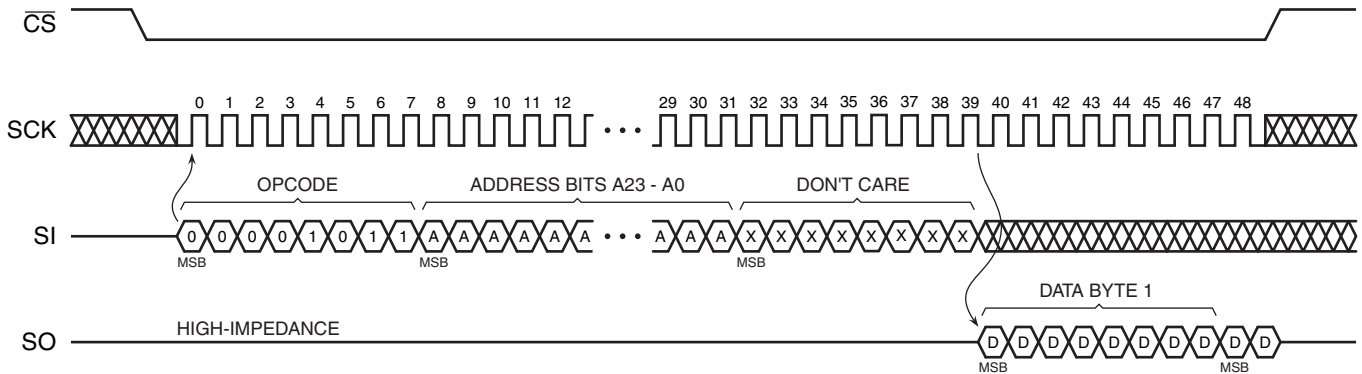 CS
0 1 2 3 4 5 6 7 8 9 10 11 12 29 30 31 32 33 34 35 36 37 38 39 40 41 42 43 44 45 46 47 48
SCK • • •
OPCODE ADDRESS BITS A23 - A0 DON'T CARE
SI 0 0 0 0 1 0 1 1 A A A A A A • • • A A A X X X X X X X X
MSB MSB MSB
DATA BYTE 1
HIGH-IMPEDANCE
SO D D D D D D D D D D
MSB MSB